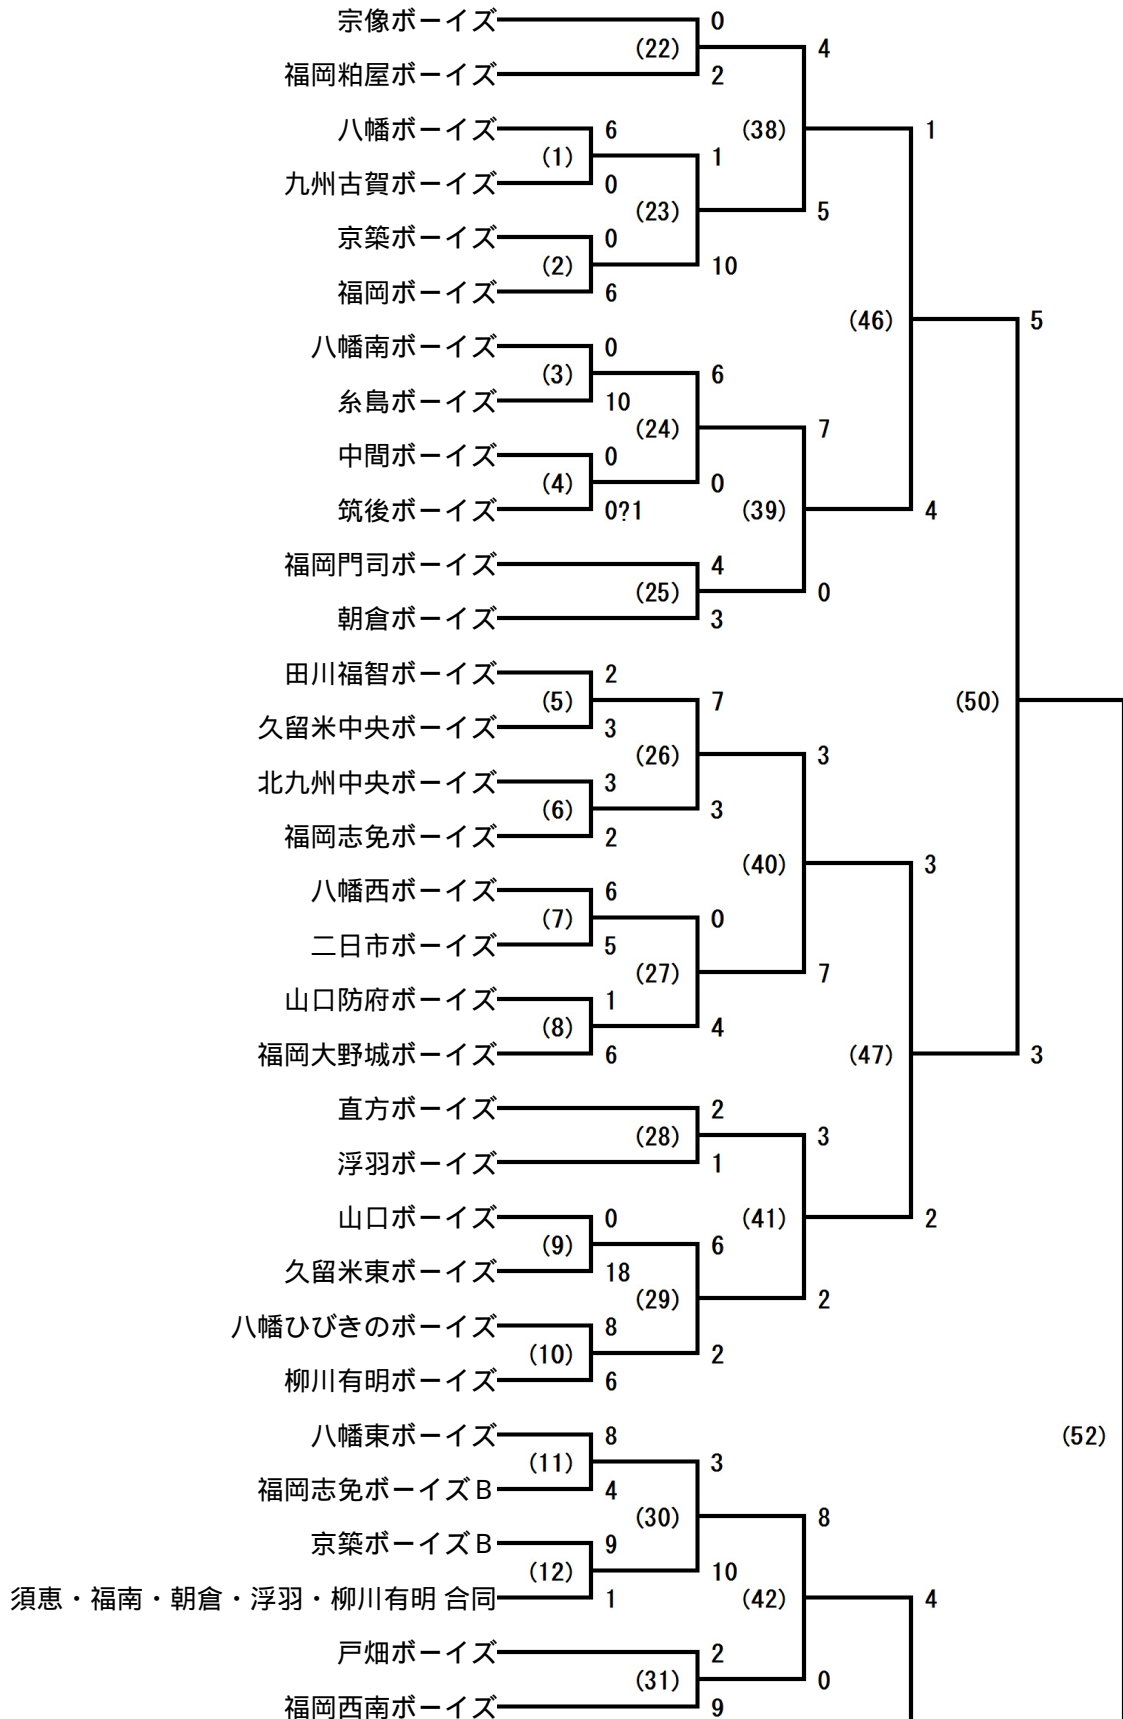 宗像ボーイズ 0
(22) 4
福岡粕屋ボーイズ 2
八幡ボーイズ 6 (38) 1
(1) 1
九州古賀ボーイズ 0
(23) 5
京築ボーイズ 0
(2) 10
福岡ボーイズ 6
(46) 5
八幡南ボーイズ 0
(3) 6
糸島ボーイズ 10
(24) 7
中間ボーイズ 0
(4) 0
筑後ボーイズ 0?1 (39) 4
福岡門司ボーイズ 4
(25) 0
朝倉ボーイズ 3
田川福智ボーイズ 2
(5) 7 (50)
久留米中央ボーイズ 3
(26) 3
北九州中央ボーイズ 3
(6) 3
福岡志免ボーイズ 2
(40) 3
八幡西ボーイズ 6
(7) 0
二日市ボーイズ 5
(27) 7
山口防府ボーイズ 1
(8) 4
福岡大野城ボーイズ 6 (47) 3
直方ボーイズ 2
(28) 3
浮羽ボーイズ 1
山口ボーイズ 0 (41) 2
(9) 6
久留米東ボーイズ 18
(29) 2
八幡ひびきのボーイズ 8
(10) 2
柳川有明ボーイズ 6
八幡東ボーイズ 8 (52)
(11) 3
福岡志免ボーイズB 4
(30) 8
京築ボーイズB 9
(12) 10
須恵・福南・朝倉・浮羽・柳川有明 合同 1 (42) 4
戸畑ボーイズ 2
(31) 0
福岡西南ボーイズ 9